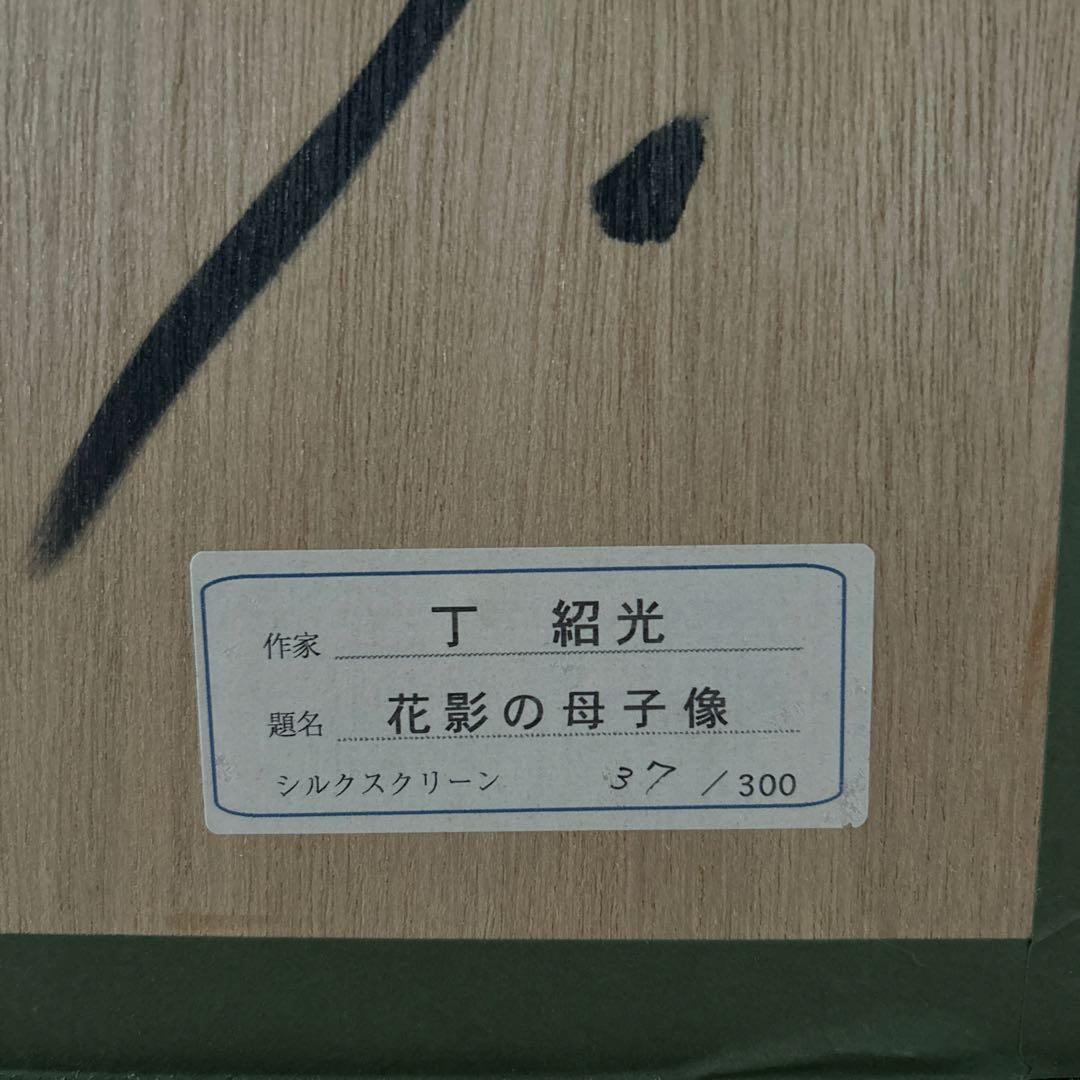 作家 丁 紹光
題名 花影の母子像
シルクスクリーン 37 / 300